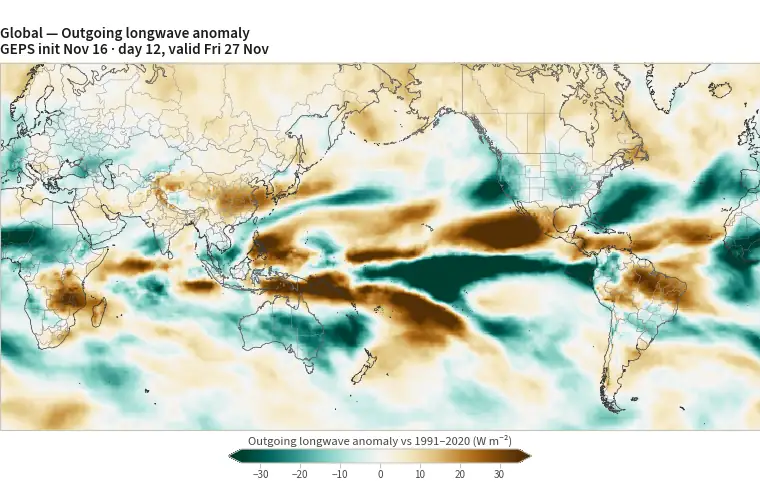 Global — Outgoing longwave anomaly
GEPS init Nov 16 · day 12, valid Fri 27 Nov
Outgoing longwave anomaly vs 1991–2020 (W m⁻²)
−30 −20 −10 0 10 20 30